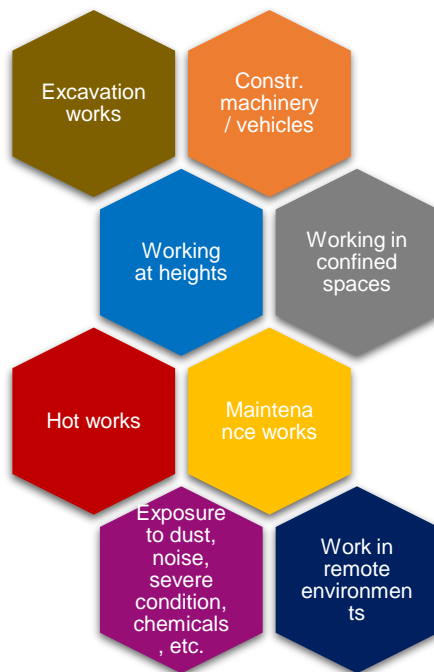 Excavation
works
Constr.
machinery
/ vehicles
Working
at heights
Working in
confined
spaces
Hot works
Maintena
nce works
Exposure
to dust,
noise,
severe
condition,
chemicals
, etc.
Work in
remote
environmen
ts